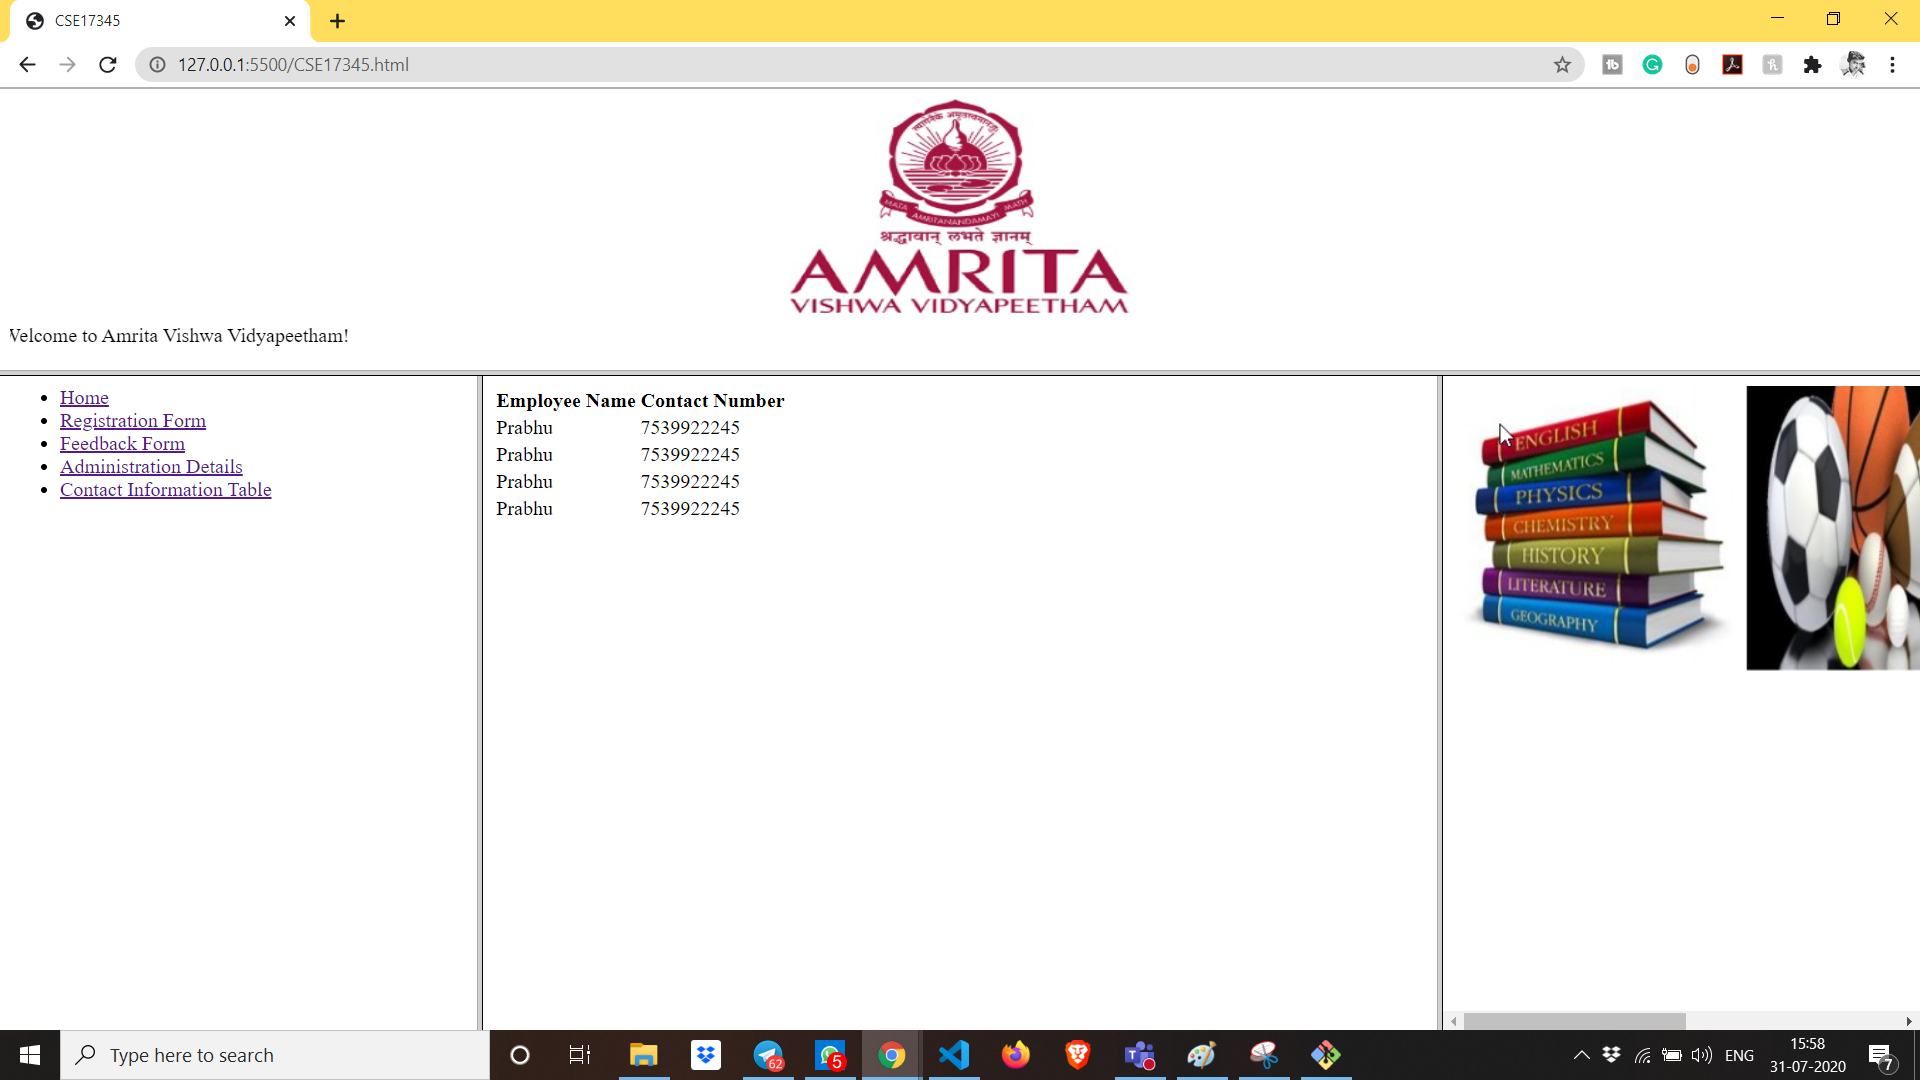 CSE17345
127.0.0.1:5500/CSE17345.html
MATA AMRITANANDAMAYI MATH
श्रद्धावान् लभते ज्ञानम्
AMRITA
VISHWA VIDYAPEETHAM
Velcome to Amrita Vishwa Vidyapeetham!
Home
Registration Form
Feedback Form
Administration Details
Contact Information Table
Employee Name Contact Number
Prabhu 7539922245
Prabhu 7539922245
Prabhu 7539922245
Prabhu 7539922245
ENGLISH
MATHEMATICS
PHYSICS
CHEMISTRY
HISTORY
LITERATURE
GEOGRAPHY
Type here to search
62
5
ENG
15:58
31-07-2020
7